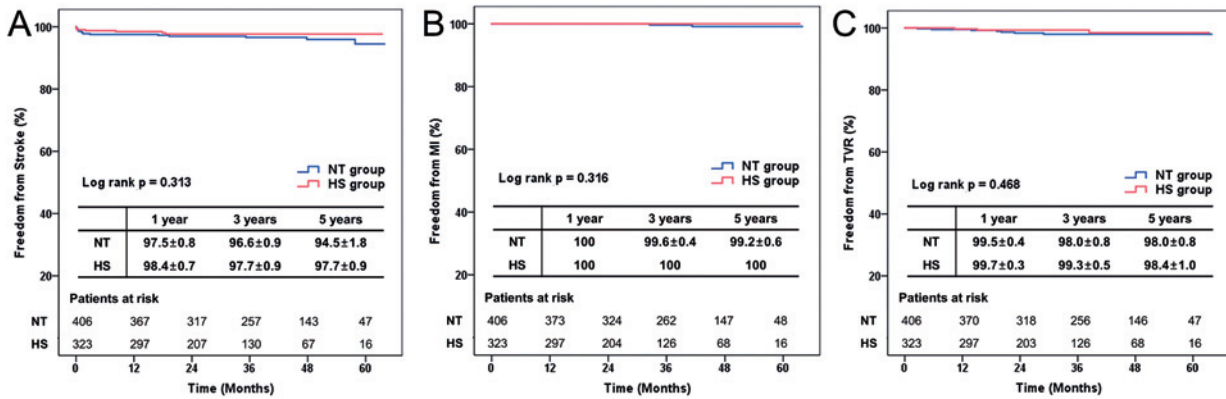 A
Freedom from Stroke (%)
100
80
60
40
20
NT group
HS group
Log rank p = 0.313
1 year 3 years 5 years
NT 97.5±0.8 96.6±0.9 94.5±1.8
HS 98.4±0.7 97.7±0.9 97.7±0.9
Patients at risk
NT 406 367 317 257 143 47
HS 323 297 207 130 67 16
0 12 24 36 48 60
Time (Months)
B
Freedom from MI (%)
100
80
60
40
20
NT group
HS group
Log rank p = 0.316
1 year 3 years 5 years
NT 100 99.6±0.4 99.2±0.6
HS 100 100 100
Patients at risk
NT 406 373 324 262 147 48
HS 323 297 204 126 68 16
0 12 24 36 48 60
Time (Months)
C
Freedom from TVR (%)
100
80
60
40
20
NT group
HS group
Log rank p = 0.468
1 year 3 years 5 years
NT 99.5±0.4 98.0±0.8 98.0±0.8
HS 99.7±0.3 99.3±0.5 98.4±1.0
Patients at risk
NT 406 370 318 256 146 47
HS 323 297 203 126 68 16
0 12 24 36 48 60
Time (Months)